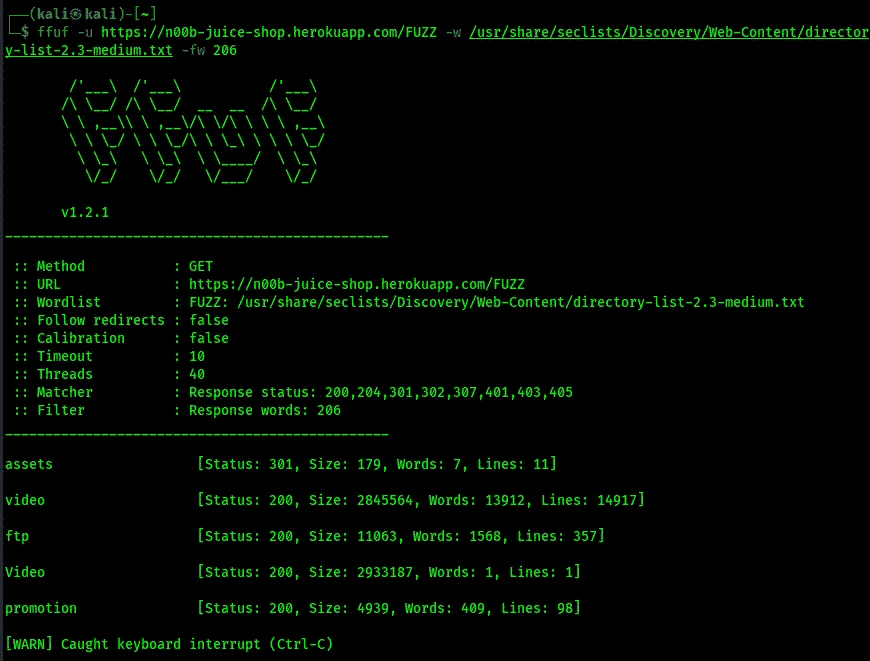 ┌──(kali㉿kali)-[~]
└─$ ffuf -u https://n00b-juice-shop.herokuapp.com/FUZZ -w /usr/share/seclists/Discovery/Web-Content/director
y-list-2.3-medium.txt -fw 206

        /'___\  /'___\           /'___\
       /\ \__/ /\ \__/  __  __  /\ \__/
       \ \ ,__\\ \ ,__\/\ \/\ \ \ \ ,__\
        \ \ \_/ \ \ \_/\ \ \_\ \ \ \ \_/
         \ \_\   \ \_\  \ \____/  \ \_\
          \/_/    \/_/   \/___/    \/_/

       v1.2.1
________________________________________________

 :: Method           : GET
 :: URL              : https://n00b-juice-shop.herokuapp.com/FUZZ
 :: Wordlist         : FUZZ: /usr/share/seclists/Discovery/Web-Content/directory-list-2.3-medium.txt
 :: Follow redirects : false
 :: Calibration      : false
 :: Timeout          : 10
 :: Threads          : 40
 :: Matcher          : Response status: 200,204,301,302,307,401,403,405
 :: Filter           : Response words: 206
________________________________________________

assets                  [Status: 301, Size: 179, Words: 7, Lines: 11]
video                   [Status: 200, Size: 2845564, Words: 13912, Lines: 14917]
ftp                     [Status: 200, Size: 11063, Words: 1568, Lines: 357]
Video                   [Status: 200, Size: 2933187, Words: 1, Lines: 1]
promotion               [Status: 200, Size: 4939, Words: 409, Lines: 98]
[WARN] Caught keyboard interrupt (Ctrl-C)